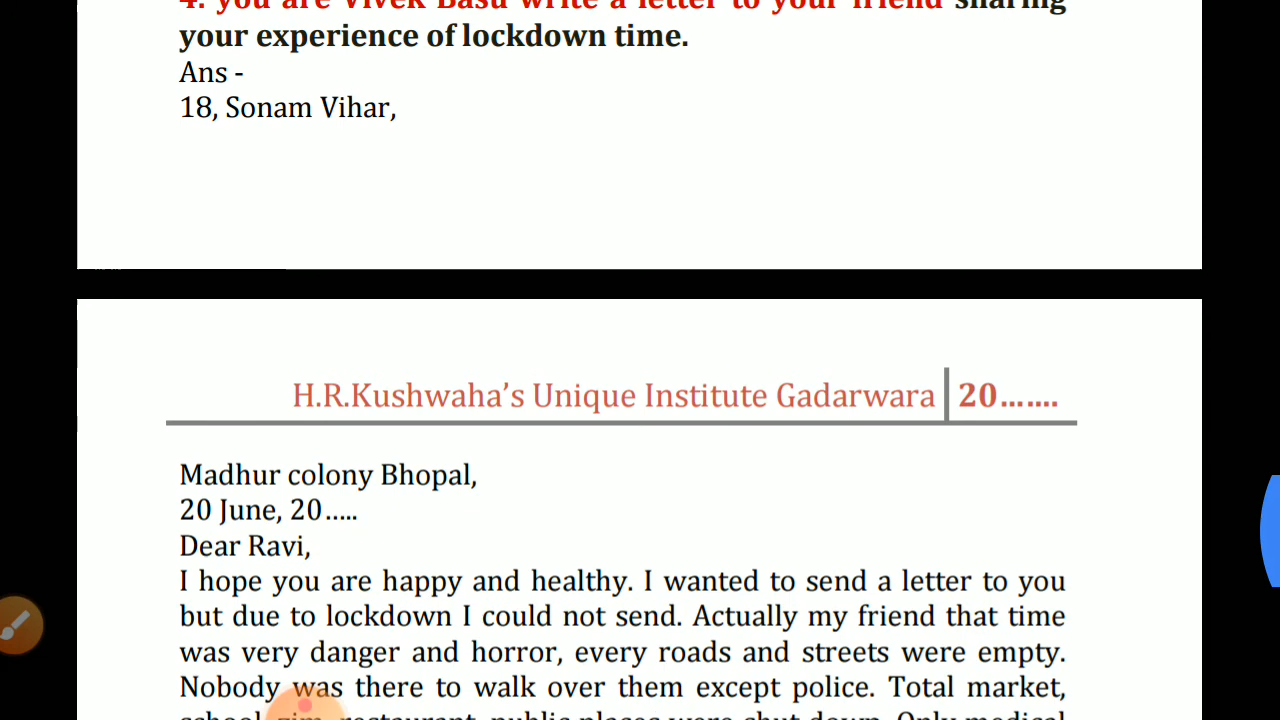 4. you are Vivek Basu write a letter to your friend sharing
your experience of lockdown time.
Ans -
18, Sonam Vihar,
H.R.Kushwaha’s Unique Institute Gadarwara 20.......
Madhur colony Bhopal,
20 June, 20.....
Dear Ravi,
I hope you are happy and healthy. I wanted to send a letter to you
but due to lockdown I could not send. Actually my friend that time
was very danger and horror, every roads and streets were empty.
Nobody was there to walk over them except police. Total market,
school, restaurant, public places were shut down. Only medical